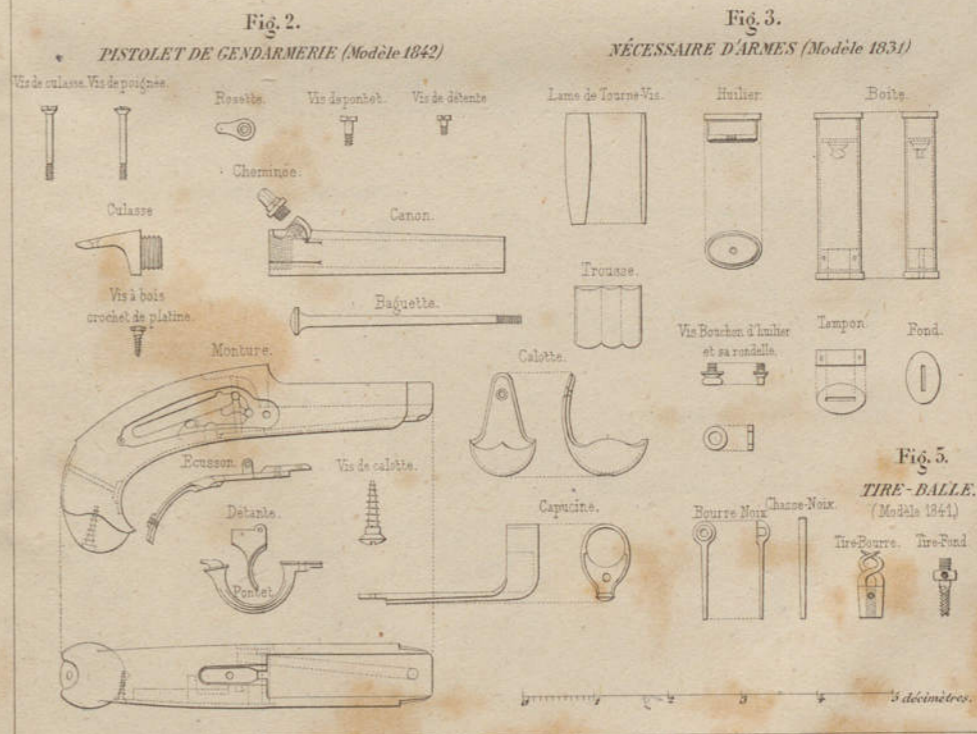 Fig. 2.
PISTOLET DE GENDARMERIE (Modèle 1842)
Vis de culasse. Vis de poignée.
Rosette.
Vis de pontet.
Vis de détente
Cheminée.
Culasse
Canon.
Vis à bois
crochet de platine.
Baguette.
Monture.
Ecusson.
Vis de calotte.
Détante.
Pontet.
Calotte.
Capucine.
Fig. 3.
NÉCESSAIRE D'ARMES (Modèle 1831)
Lame de Tourne-Vis.
Huilier.
Boite.
Trousse.
Vis Bouchon d'huilier
et sa rondelle.
Tampon.
Fond.
Bourre Noix
Chasse-Noix.
Fig. 5.
TIRE-BALLE.
(Modèle 1841.)
Tire-Bourre.
Tire-Fond
0 1 2 3 4 5 décimètres.